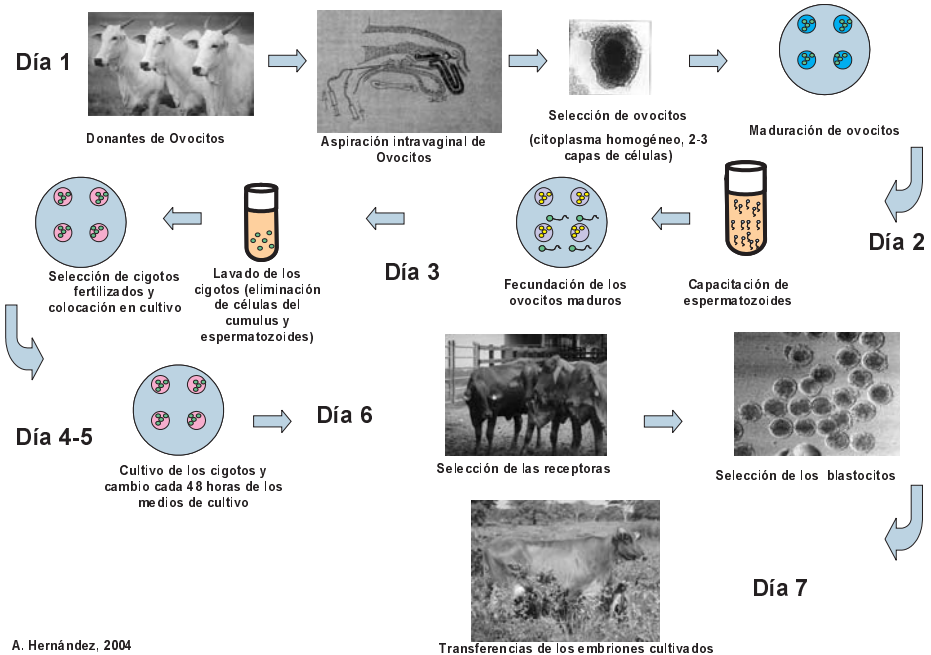 Día 1
Donantes de Ovocitos
Aspiración intravaginal de
Ovocitos
Selección de ovocitos
(citoplasma homogéneo, 2-3
capas de células)
Maduración de ovocitos
Día 2
Capacitación de
espermatozoides
Fecundación de los
ovocitos maduros
Día 3
Lavado de los
cigotos (eliminación
de células del
cumulus y
espermatozoides)
Selección de cigotos
fertilizados y
colocación en cultivo
Día 4-5
Cultivo de los cigotos y
cambio cada 48 horas de los
medios de cultivo
Día 6
Selección de las receptoras
Selección de los blastocitos
Día 7
Transferencias de los embriones cultivados
A. Hernández, 2004